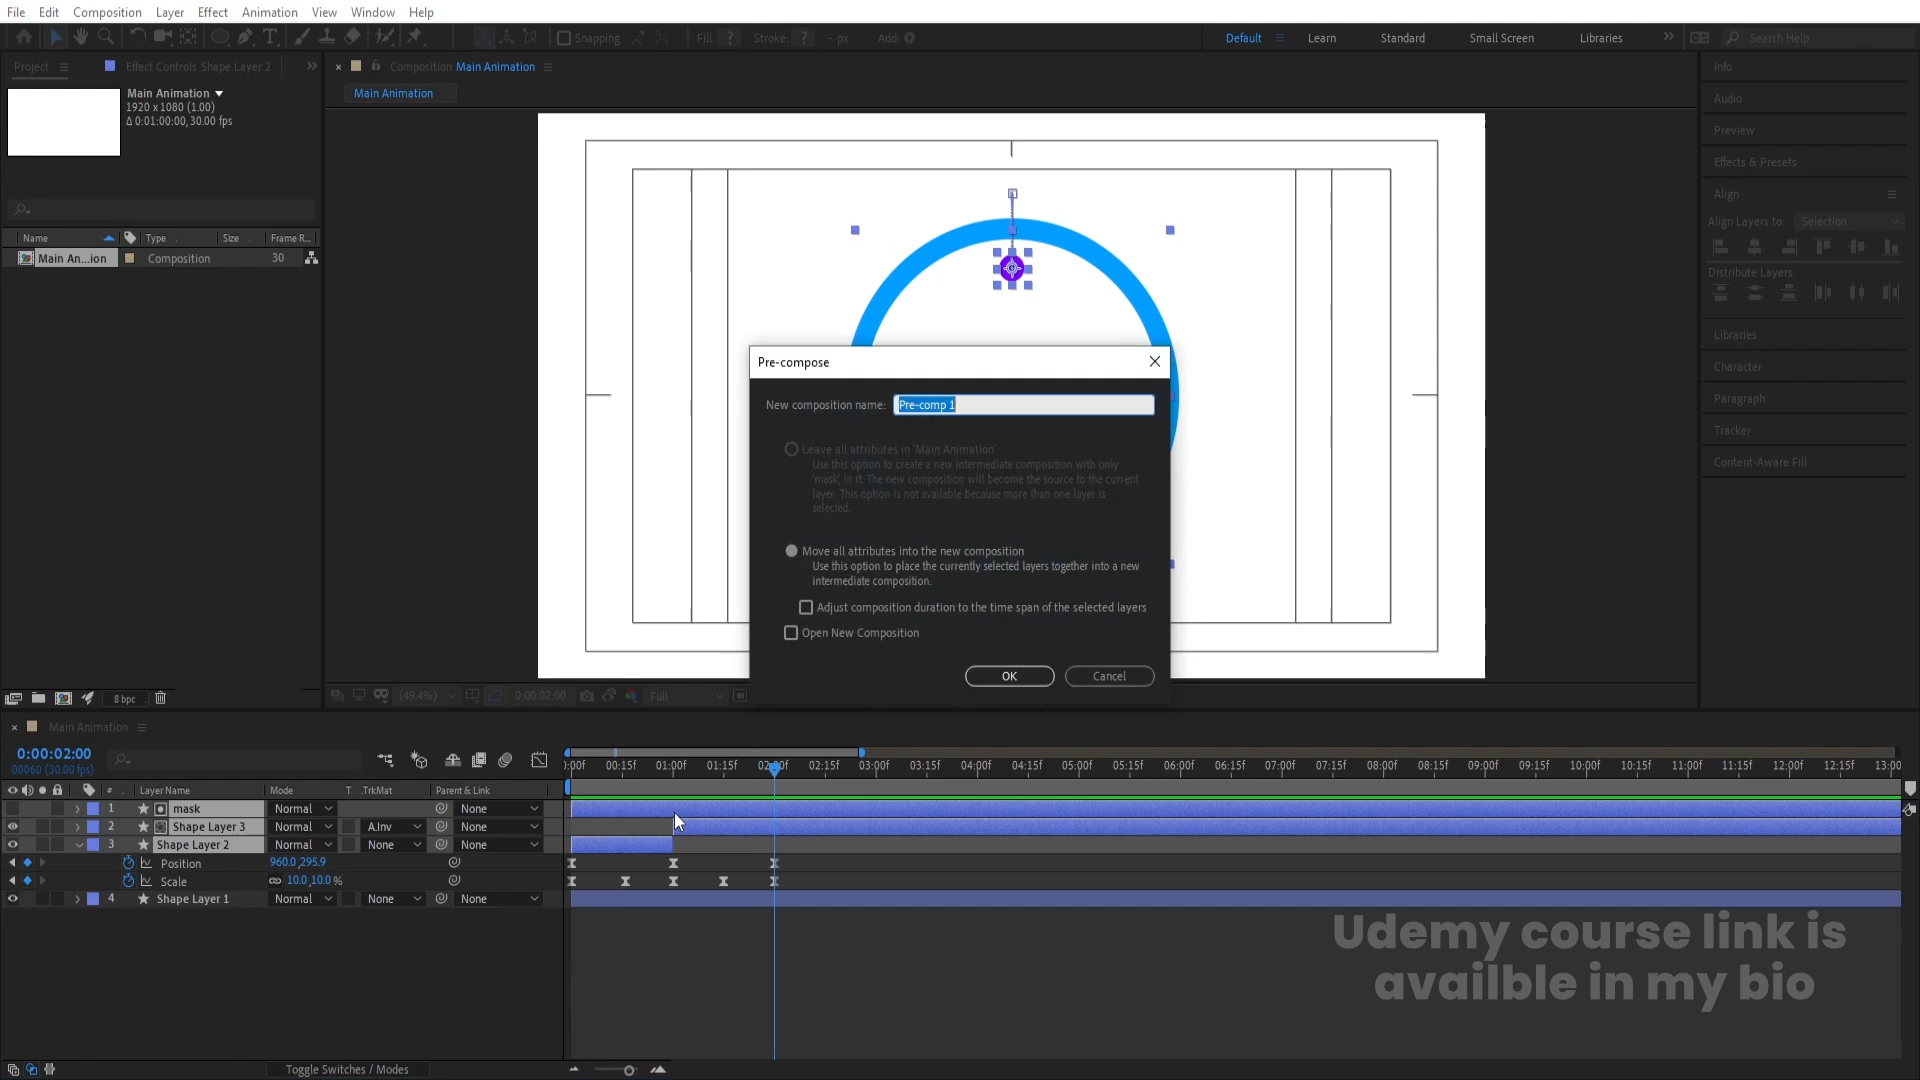 File Edit Composition Layer Effect Animation View Window Help
Snapping Fill: ? Stroke: ? - px Add: Default Learn Standard Small Screen Libraries Search Help
Project Effect Controls Shape Layer 2 Composition Main Animation Info
Main Animation
Main Animation
1920 x 1080 (1.00)
Δ 0:01:00:00, 30.00 fps
Audio
Preview
Effects & Presets
Align
Align Layers to: Selection
Distribute Layers:
Libraries
Character
Paragraph
Tracker
Content-Aware Fill
Name Type Size Frame R...
Main An...ion Composition 30
Pre-compose
New composition name: Pre-comp 1
Leave all attributes in 'Main Animation'
Use this option to create a new intermediate composition with only
'mask', in it. The new composition will become the source to the current
layer. This option is not available because more than one layer is
selected.
Move all attributes into the new composition
Use this option to place the currently selected layers together into a new
intermediate composition.
Adjust composition duration to the time span of the selected layers
Open New Composition
OK Cancel
8 bpc (49.4%) 0:00:02:00 Full
Main Animation
0:00:02:00
00060 (30.00 fps)
):00f 00:15f 01:00f 01:15f 02:00f 02:15f 03:00f 03:15f 04:00f 04:15f 05:00f 05:15f 06:00f 06:15f 07:00f 07:15f 08:00f 08:15f 09:00f 09:15f 10:00f 10:15f 11:00f 11:15f 12:00f 12:15f 13:00
# Layer Name Mode T .TrkMat Parent & Link
1 mask Normal None
2 Shape Layer 3 Normal A.Inv None
3 Shape Layer 2 Normal None None
Position 960.0,295.9
Scale 10.0,10.0%
4 Shape Layer 1 Normal None None
Udemy course link is
availble in my bio
Toggle Switches / Modes